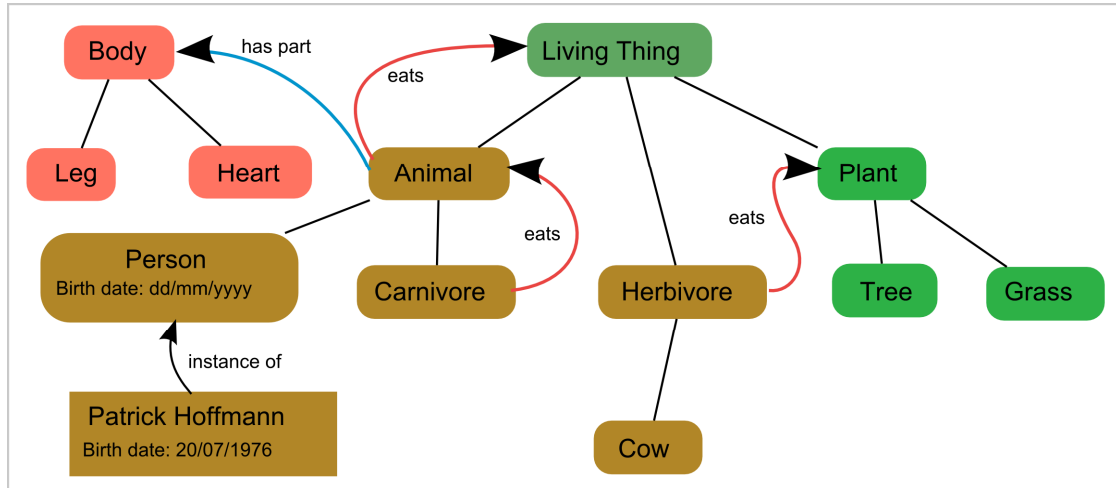 Body
has part
Living Thing
eats
Leg
Heart
Animal
Plant
eats
eats
Person
Birth date: dd/mm/yyyy
Carnivore
Herbivore
Tree
Grass
instance of
Patrick Hoffmann
Birth date: 20/07/1976
Cow